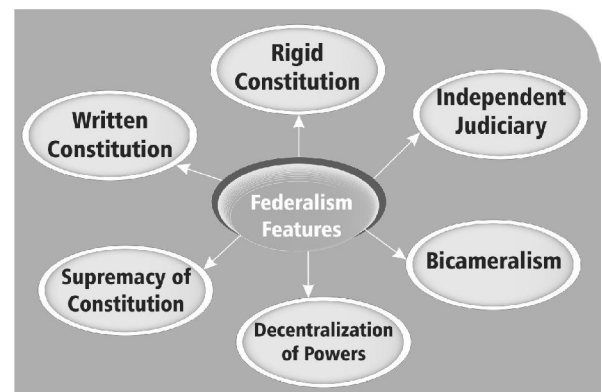 Rigid
Constitution
Independent
Judiciary
Written
Constitution
Federalism
Features
Bicameralism
Supremacy of
Constitution
Decentralization
of Powers